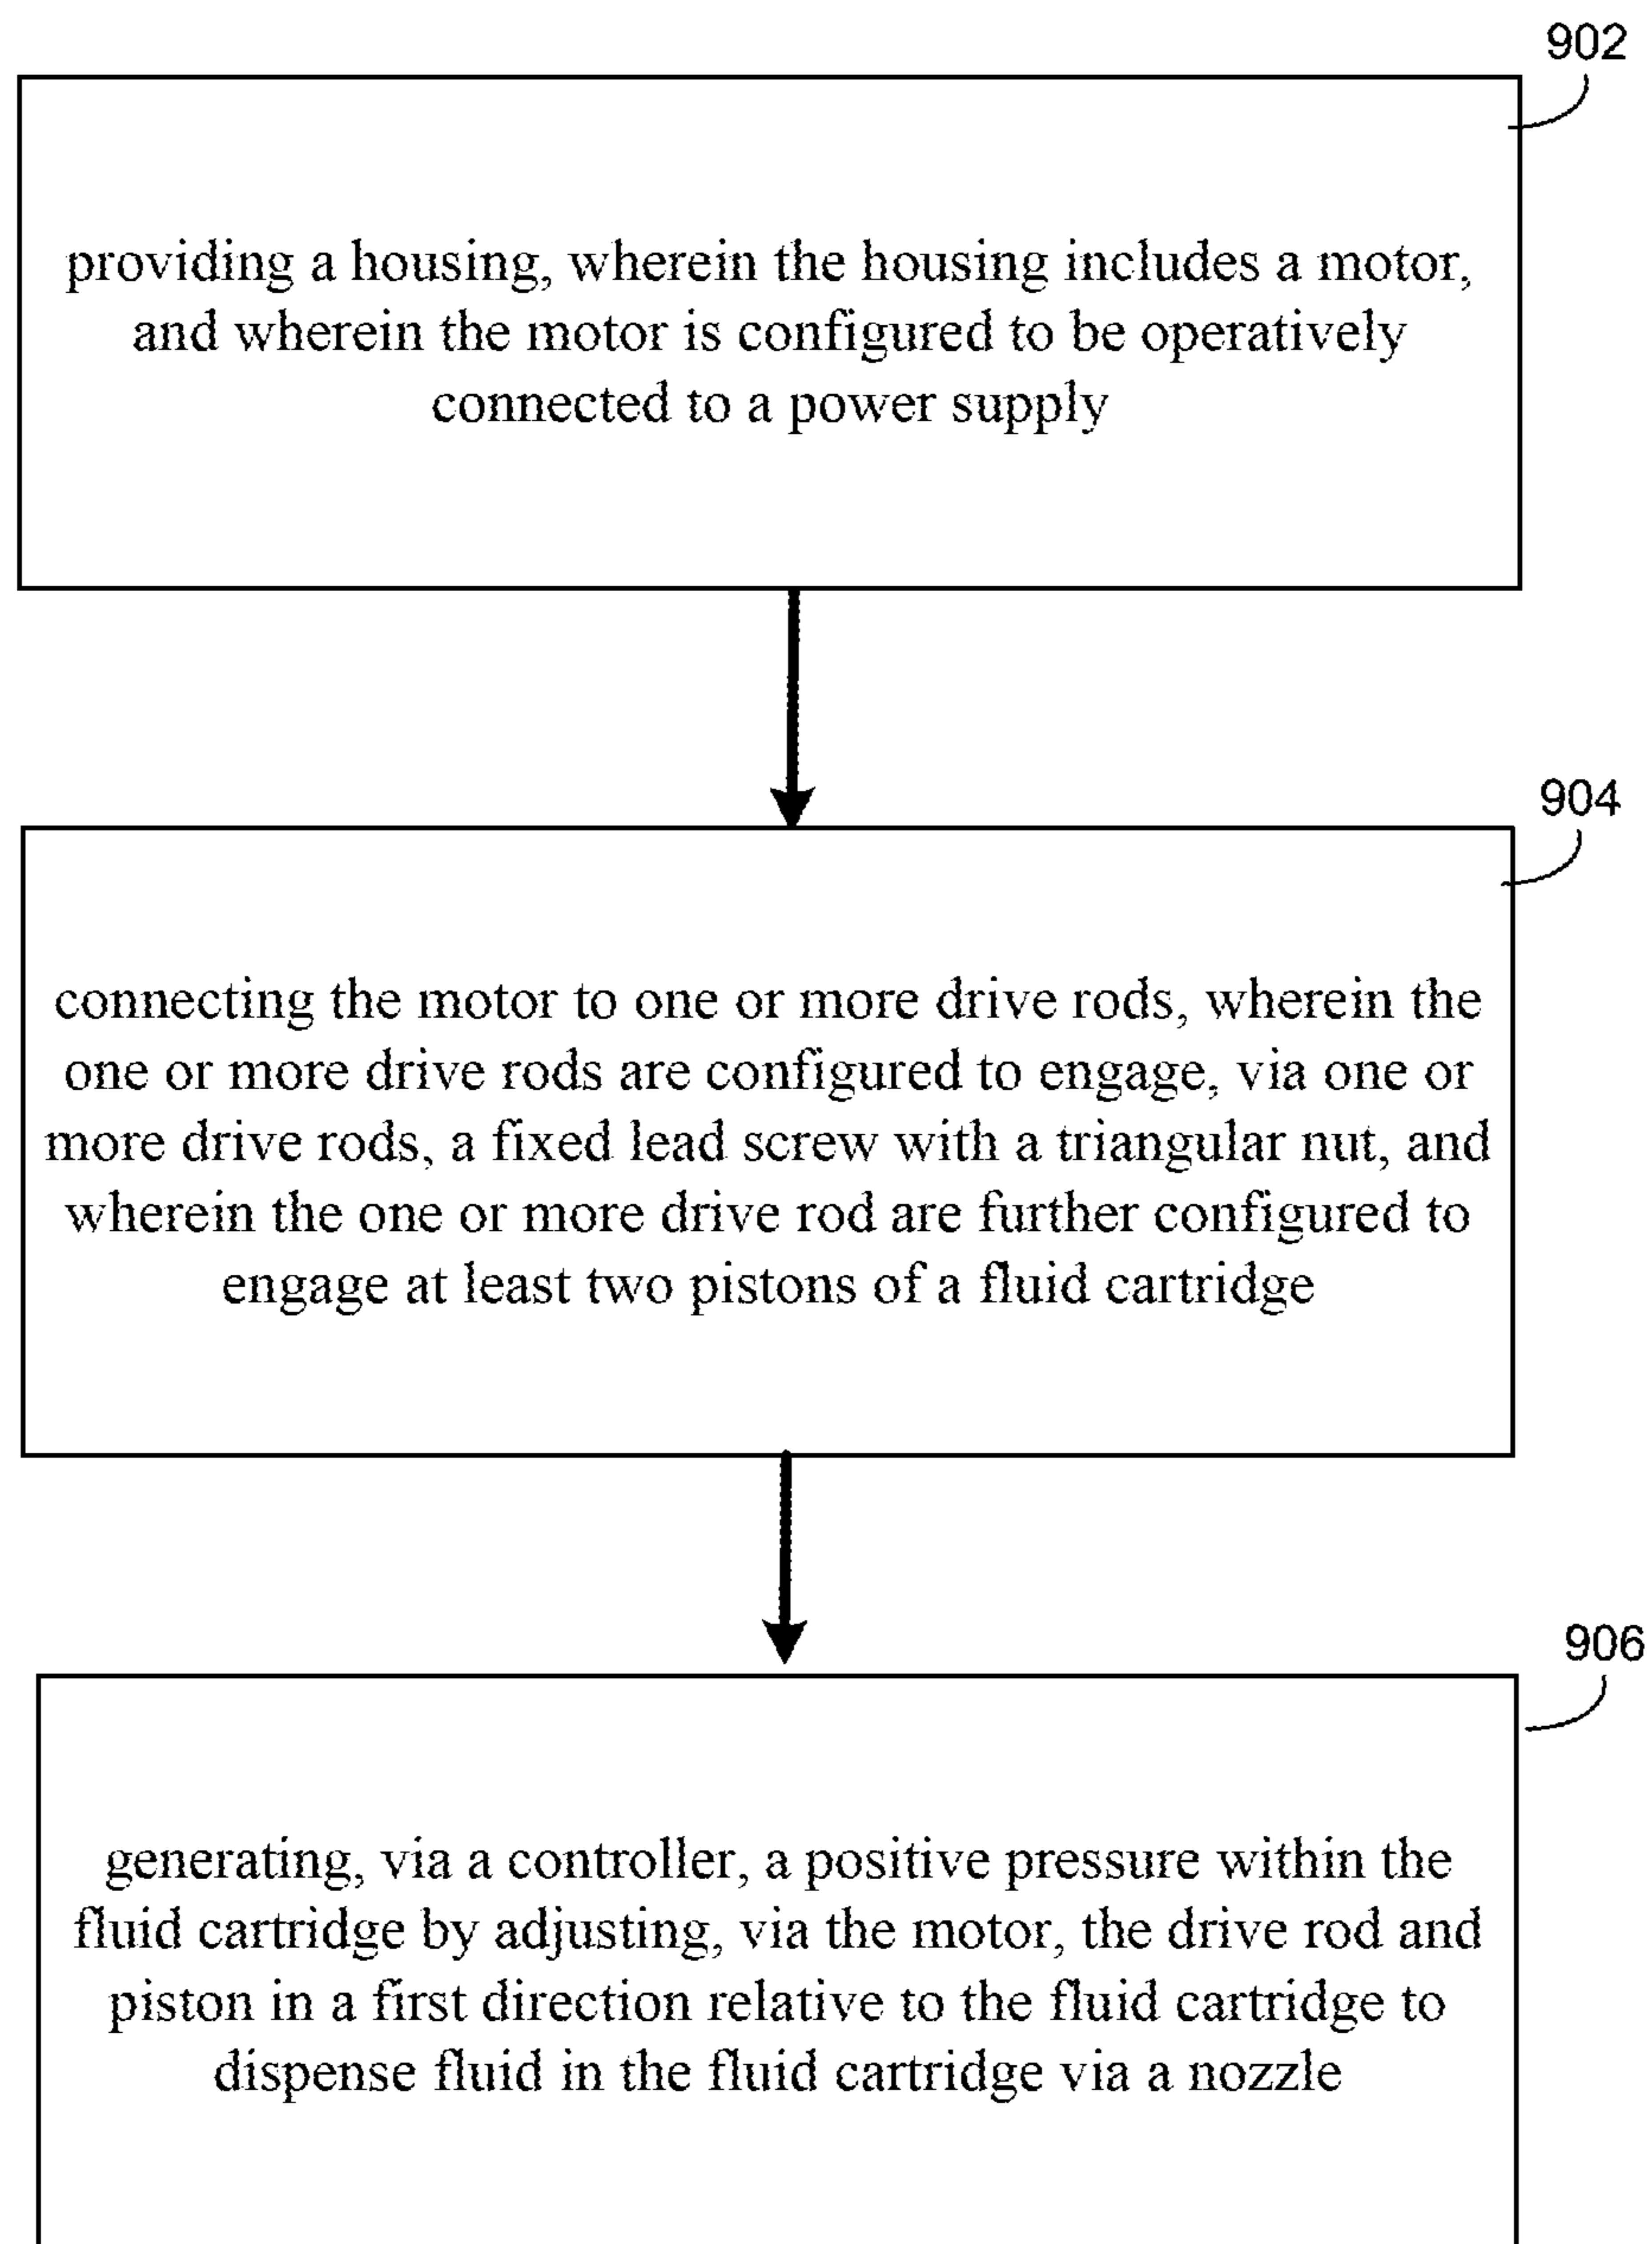 902
providing a housing, wherein the housing includes a motor,
and wherein the motor is configured to be operatively
connected to a power supply
904
connecting the motor to one or more drive rods, wherein the
one or more drive rods are configured to engage, via one or
more drive rods, a fixed lead screw with a triangular nut, and
wherein the one or more drive rod are further configured to
engage at least two pistons of a fluid cartridge
906
generating, via a controller, a positive pressure within the
fluid cartridge by adjusting, via the motor, the drive rod and
piston in a first direction relative to the fluid cartridge to
dispense fluid in the fluid cartridge via a nozzle